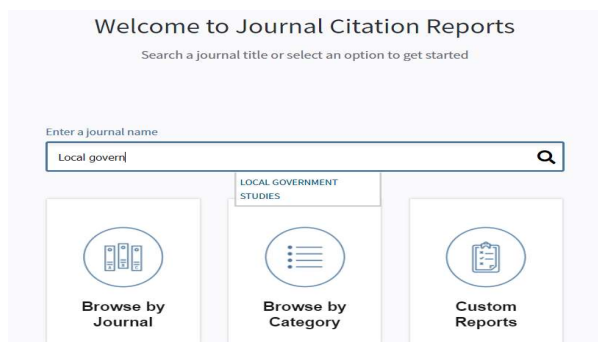 Welcome to Journal Citation Reports
Search a journal title or select an option to get started
Enter a journal name
Local govern
LOCAL GOVERNMENT
STUDIES
Browse by
Journal
Browse by
Category
Custom
Reports